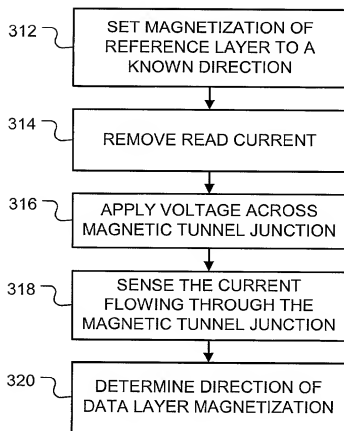 312
SET MAGNETIZATION OF
REFERENCE LAYER TO A
KNOWN DIRECTION
314
REMOVE READ CURRENT
316
APPLY VOLTAGE ACROSS
MAGNETIC TUNNEL JUNCTION
318
SENSE THE CURRENT
FLOWING THROUGH THE
MAGNETIC TUNNEL JUNCTION
320
DETERMINE DIRECTION OF
DATA LAYER MAGNETIZATION